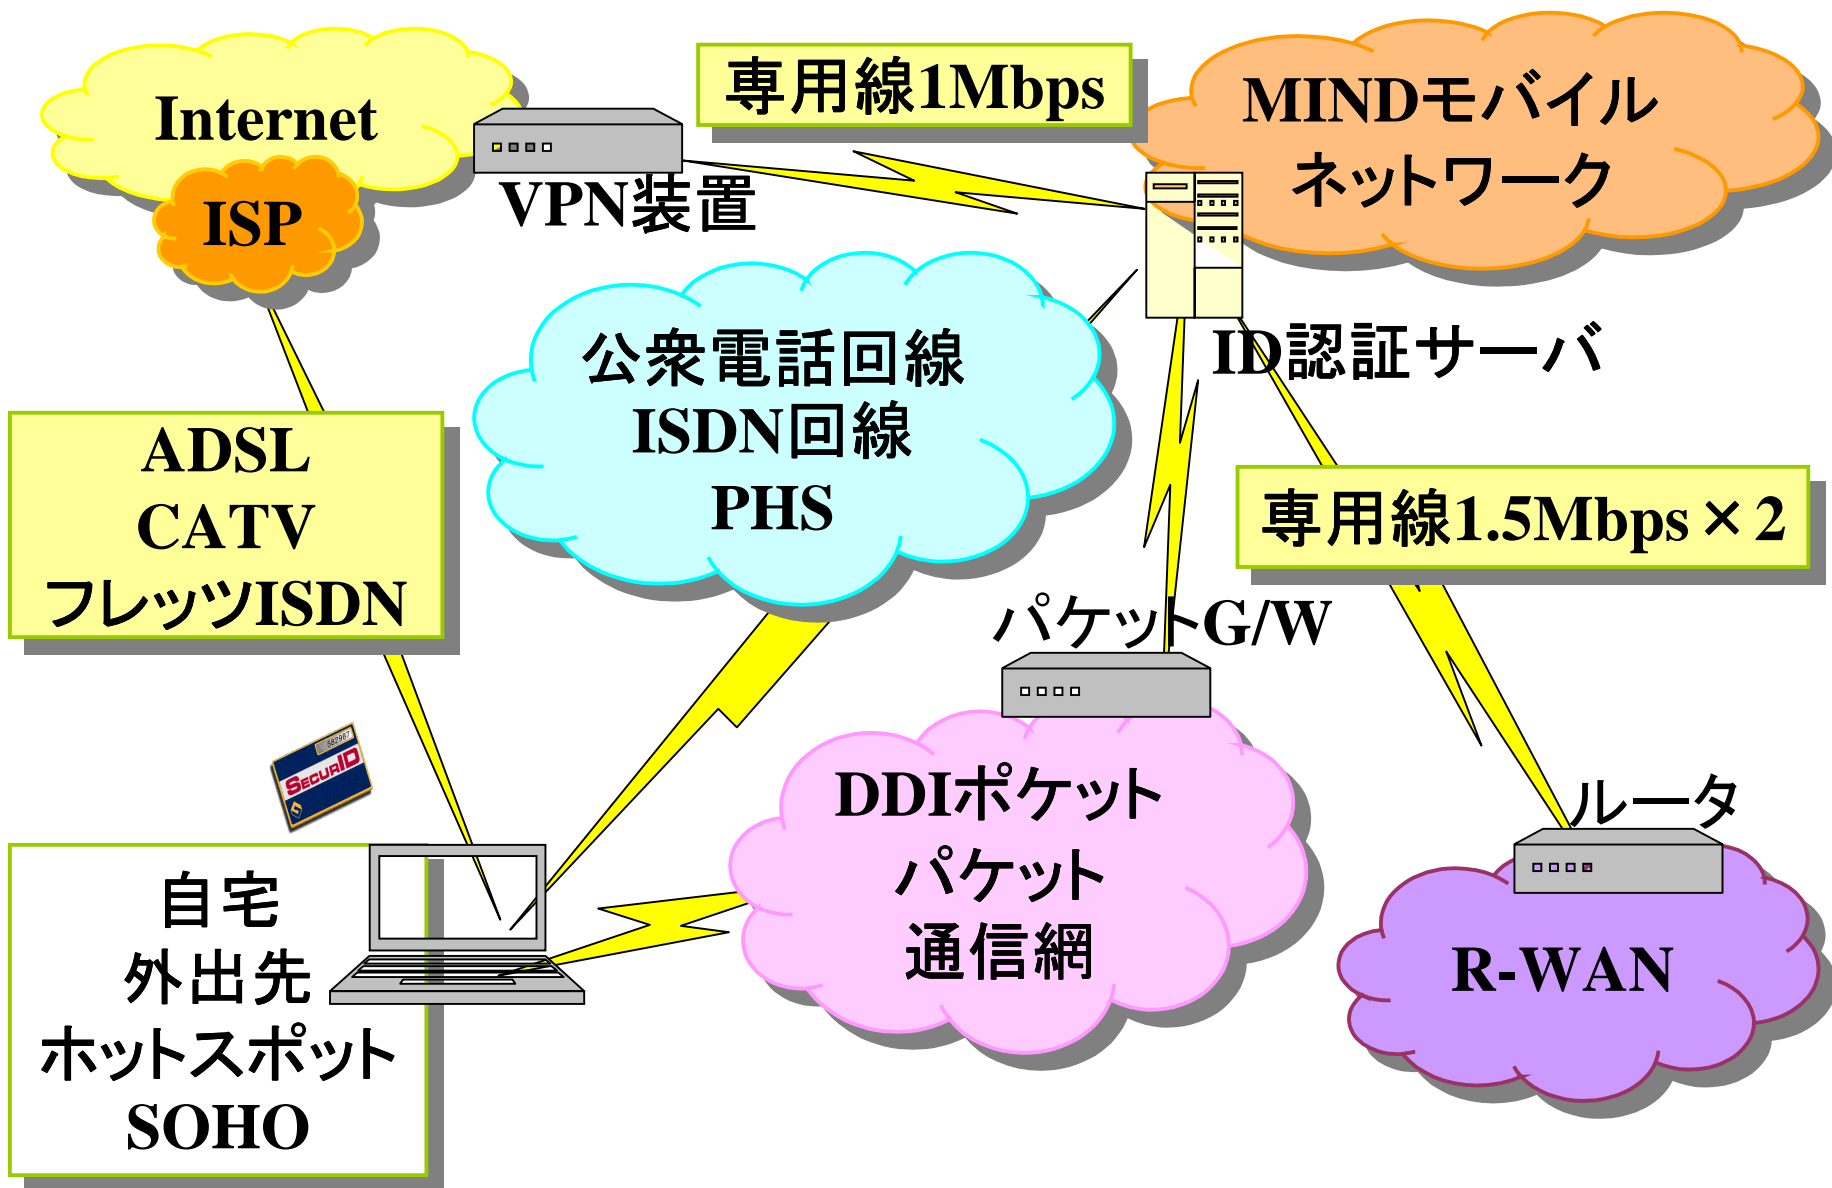 Internet
ISP
VPN装置
専用線1Mbps
MINDモバイル
ネットワーク
ID認証サーバ
公衆電話回線
ISDN回線
PHS
ADSL
CATV
フレッツISDN
専用線1.5Mbps×2
パケットG/W
DDIポケット
パケット
通信網
ルータ
R-WAN
582987
SECURID
自宅
外出先
ホットスポット
SOHO